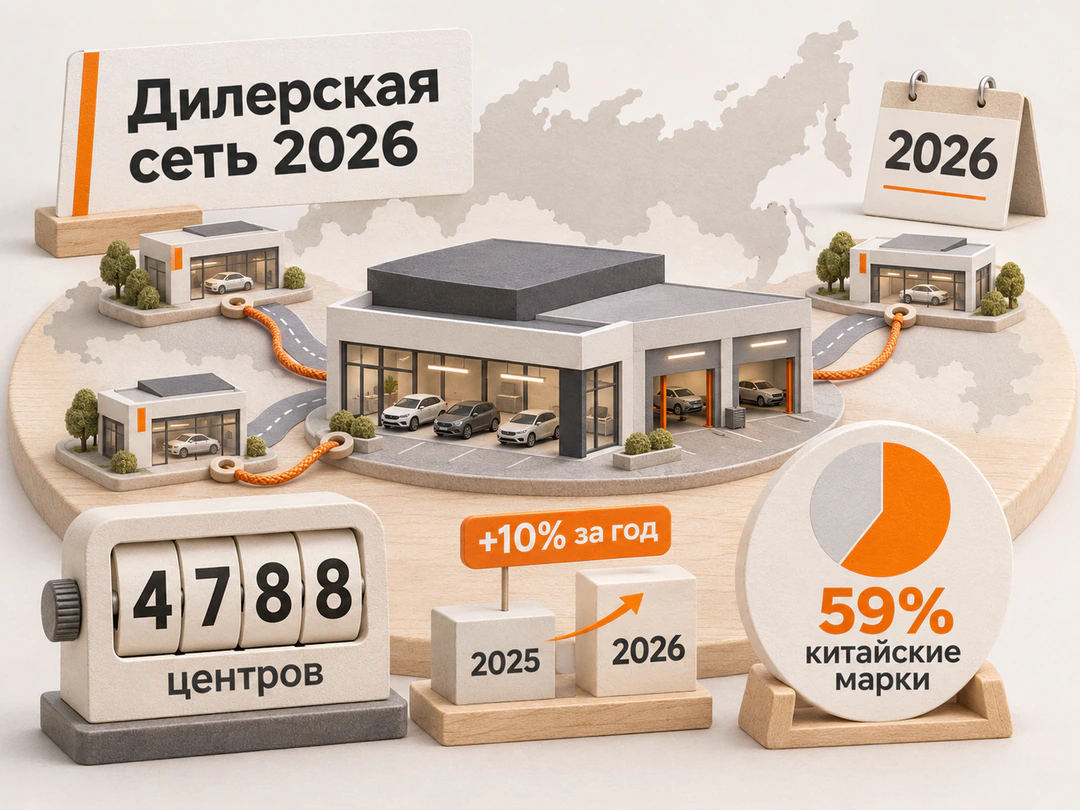 Дилерская
сеть 2026
2026
4788
центров
+10% за год
2025
2026
59%
китайские
марки